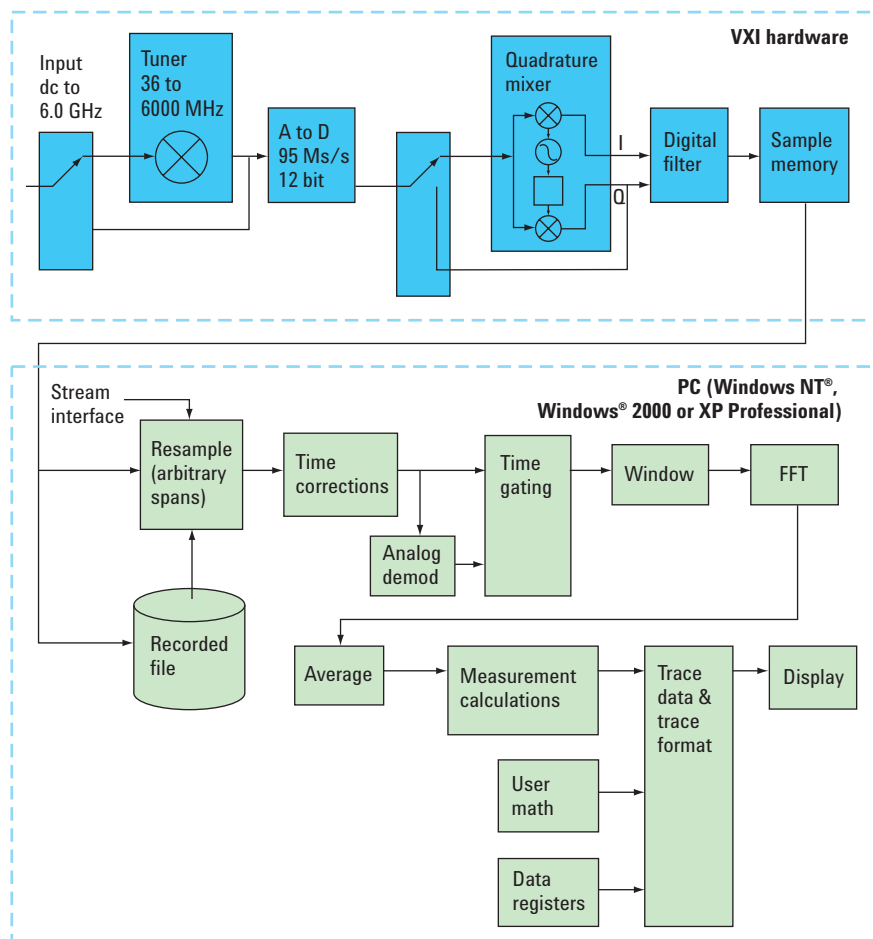 VXI hardware
Input
dc to
6.0 GHz
Tuner
36 to
6000 MHz
A to D
95 Ms/s
12 bit
Quadrature
mixer
I
Q
Digital
filter
Sample
memory
PC (Windows NT®,
Windows® 2000 or XP Professional)
Stream
interface
Resample
(arbitrary
spans)
Time
corrections
Analog
demod
Time
gating
Window
FFT
Recorded
file
Average
Measurement
calculations
Trace
data &
trace
format
Display
User
math
Data
registers